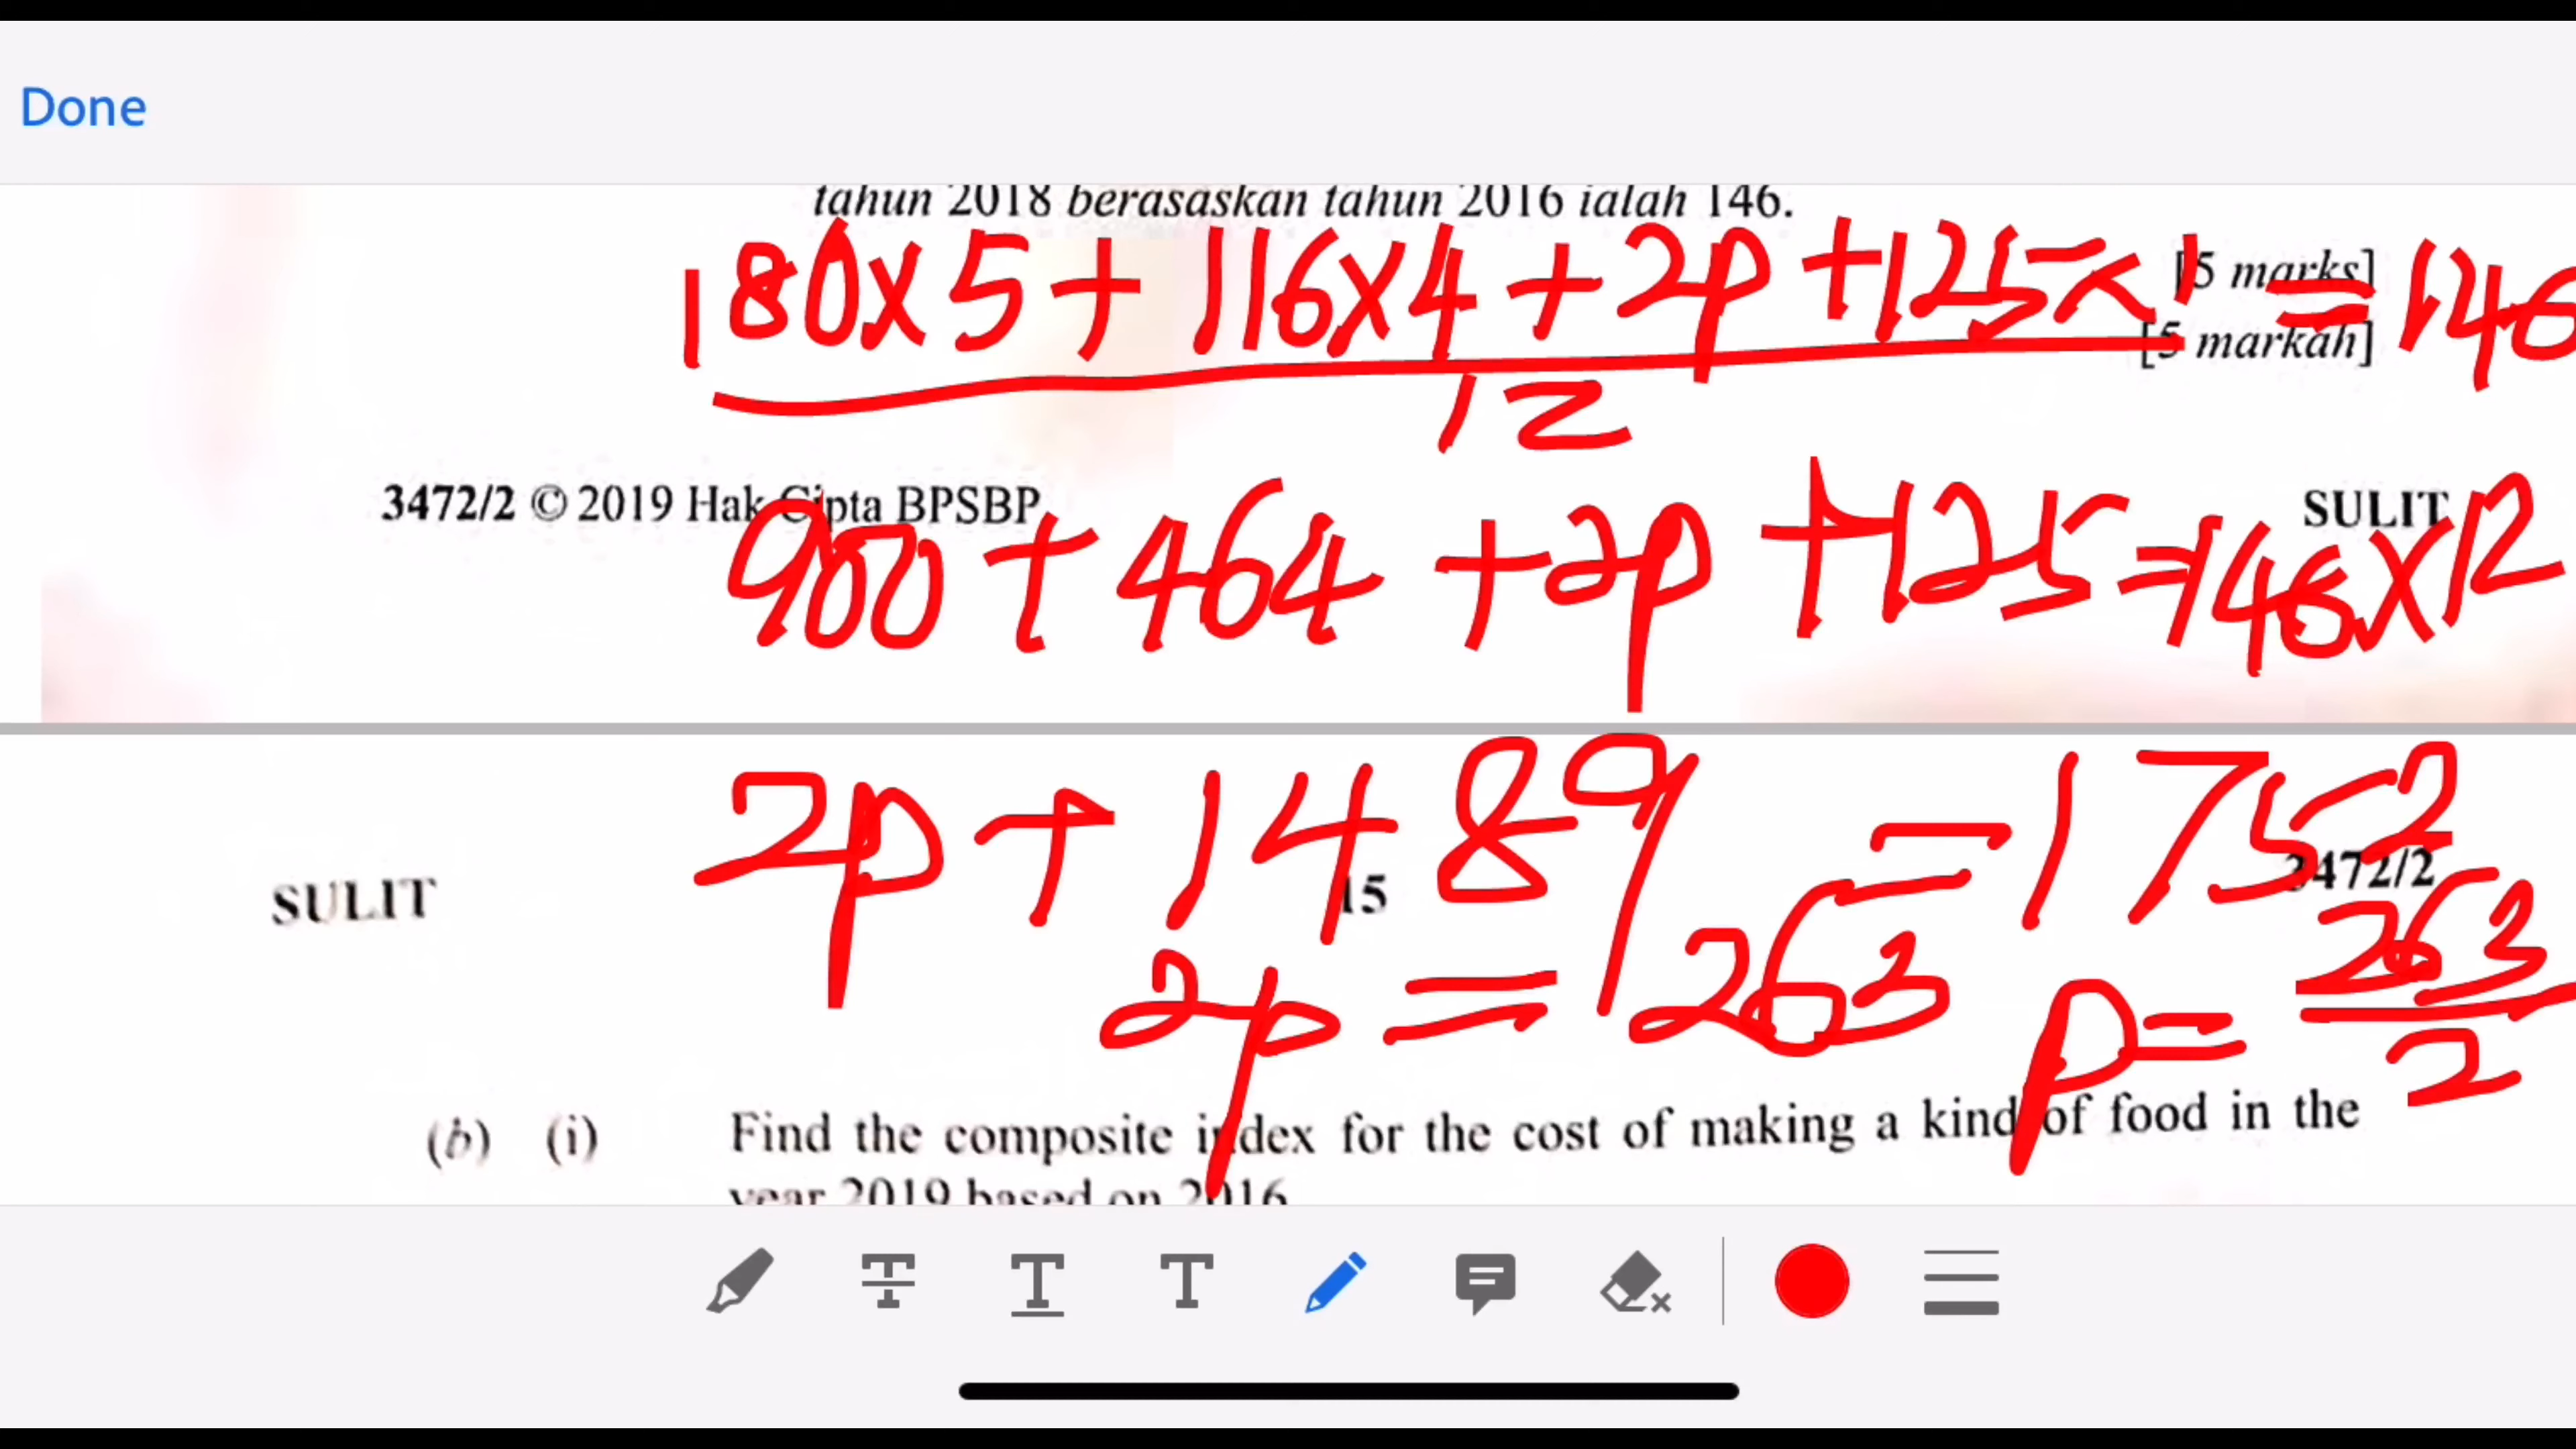 Done
tahun 2018 berasaskan tahun 2016 ialah 146.
180x5 + 116x4 + 2p + 125x1 = 146
[5 marks]
12
[5 markah]
3472/2 © 2019 Hak Cipta BPSBP
SULIT
900 + 464 + 2p + 125 = 146x12
2p + 1489 = 1752
SULIT
15
3472/2
2p = 263
p = 263
2
(b) (i) Find the composite index for the cost of making a kind of food in the
year 2019 based on 2016